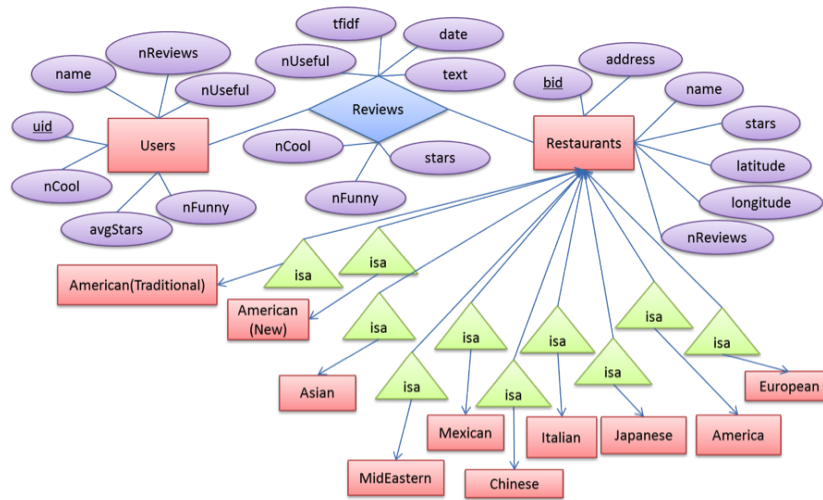 tfidf
date
nReviews
nUseful
text
name
nUseful
uid
Users
Reviews
nCool
stars
nCool
nFunny
avgStars
nFunny
address
bid
name
stars
Restaurants
latitude
longitude
nReviews
isa
isa
isa
isa
isa
isa
isa
isa
isa
isa
American(Traditional)
American
(New)
Asian
MidEastern
Mexican
Chinese
Italian
Japanese
America
European